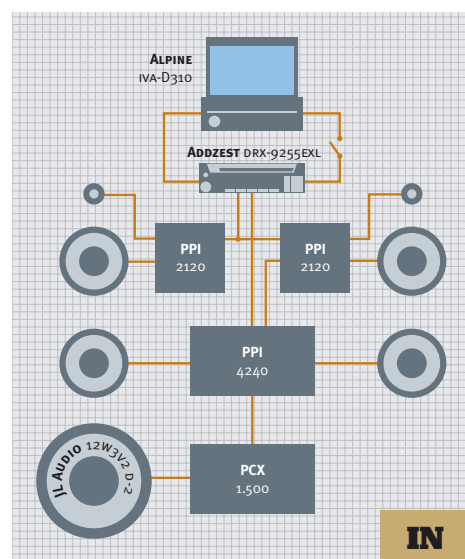 Alpine
IVA-D310
Addzest DRX-9255EXL
PPI
2120
PPI
2120
PPI
4240
JL Audio 12W3V2 D-2
PCX
1.500
IN